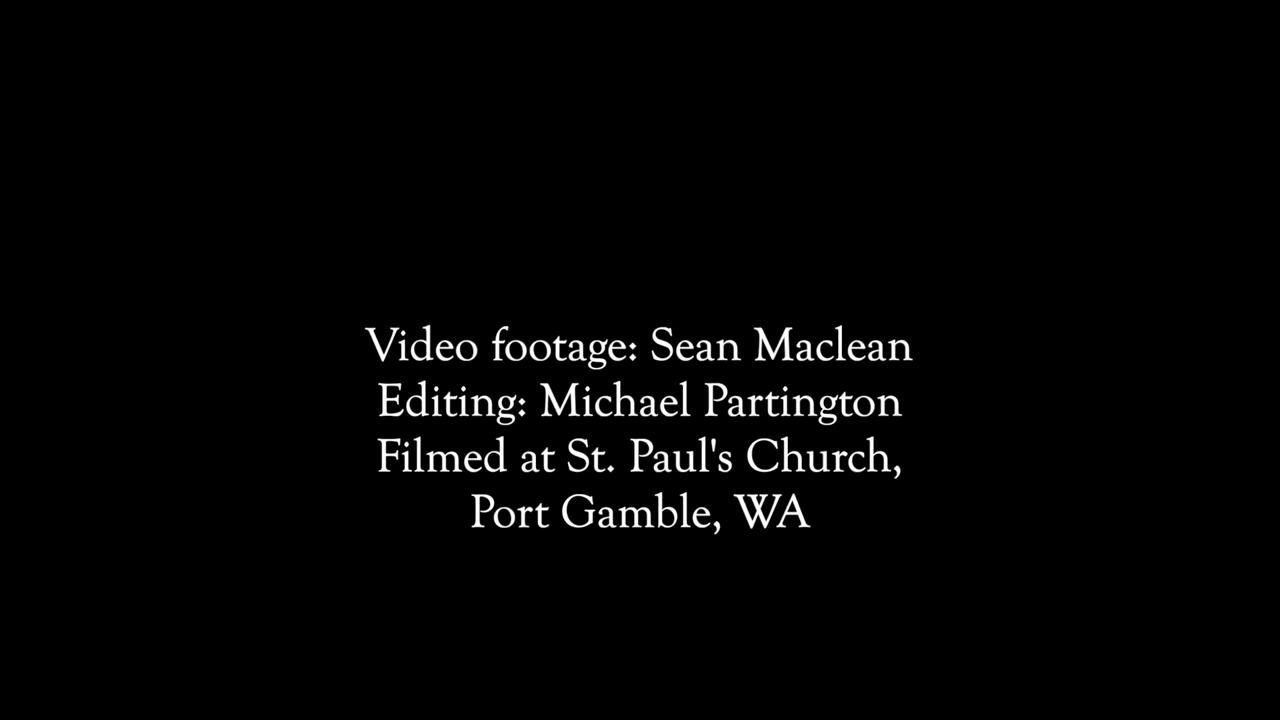 Video footage: Sean Maclean
Editing: Michael Partington
Filmed at St. Paul's Church,
Port Gamble, WA